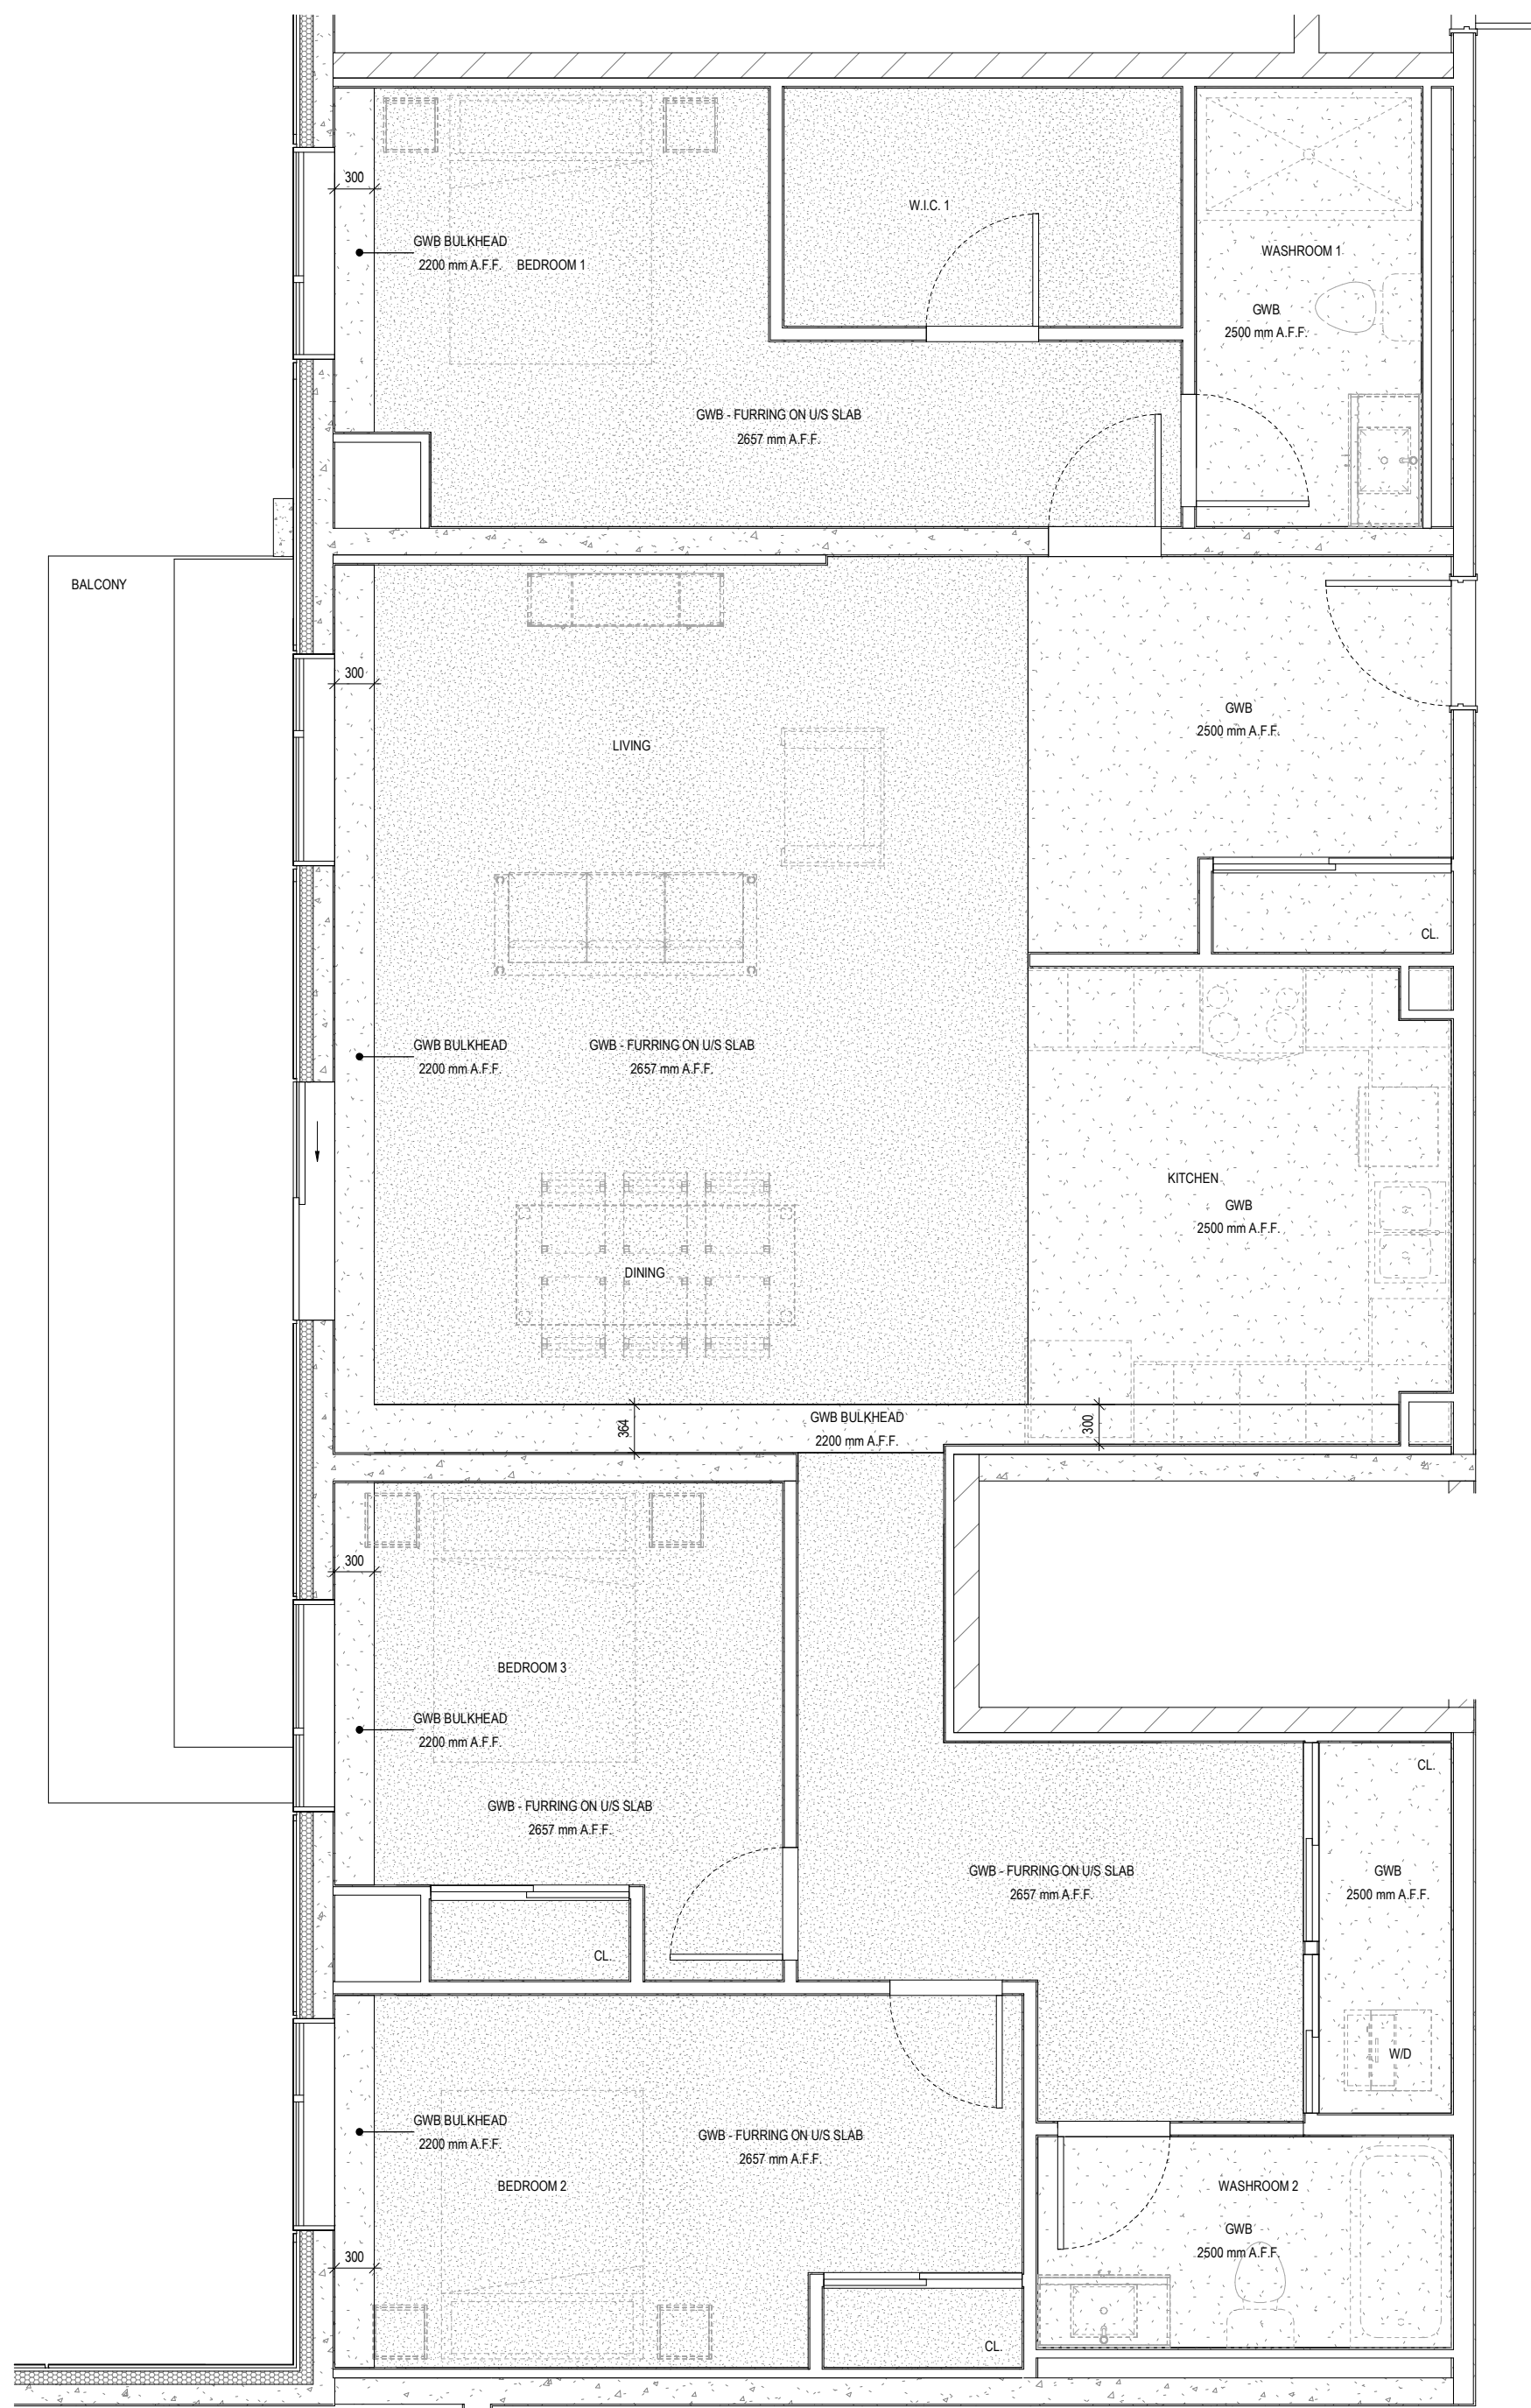 300
W.I.C. 1
GWB BULKHEAD
2200 mm A.F.F.
BEDROOM 1
WASHROOM 1
GWB
2500 mm A.F.F.
GWB - FURRING ON U/S SLAB
2657 mm A.F.F.
BALCONY
300
LIVING
GWB
2500 mm A.F.F.
CL.
GWB BULKHEAD
2200 mm A.F.F.
GWB - FURRING ON U/S SLAB
2657 mm A.F.F.
KITCHEN
GWB
2500 mm A.F.F.
DINING
364
GWB BULKHEAD
2200 mm A.F.F.
300
300
BEDROOM 3
GWB BULKHEAD
2200 mm A.F.F.
CL.
GWB - FURRING ON U/S SLAB
2657 mm A.F.F.
GWB - FURRING ON U/S SLAB
2657 mm A.F.F.
GWB
2500 mm A.F.F.
CL.
W/D
GWB BULKHEAD
2200 mm A.F.F.
GWB - FURRING ON U/S SLAB
2657 mm A.F.F.
BEDROOM 2
WASHROOM 2
GWB
2500 mm A.F.F.
300
CL.